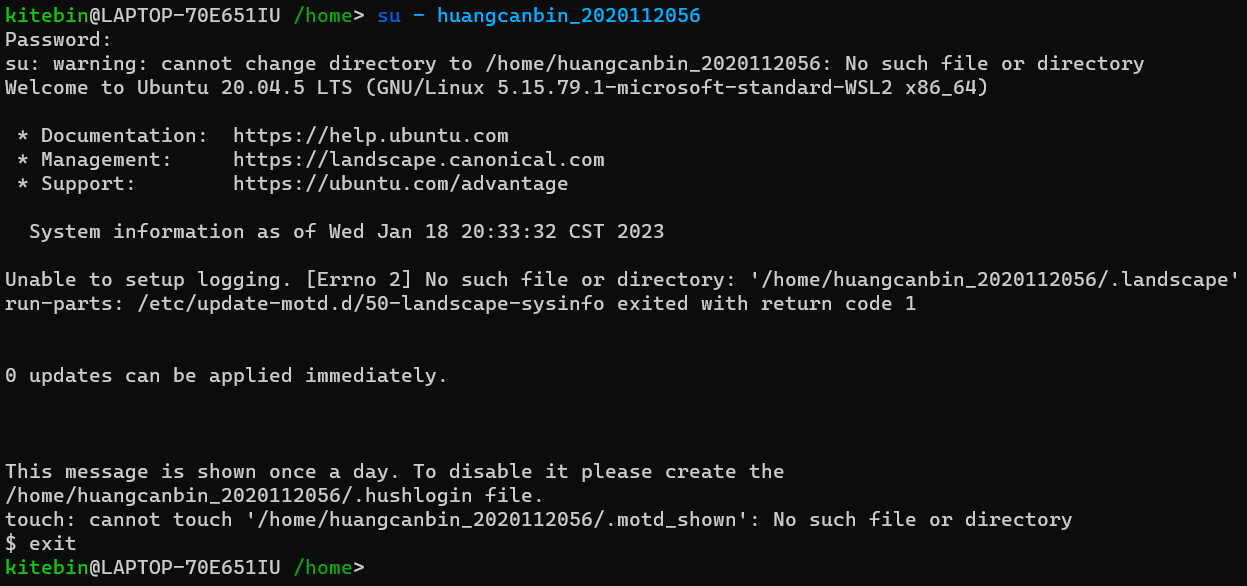 kitebin@LAPTOP-70E651IU /home> su - huangcanbin_2020112056
Password:
su: warning: cannot change directory to /home/huangcanbin_2020112056: No such file or directory
Welcome to Ubuntu 20.04.5 LTS (GNU/Linux 5.15.79.1-microsoft-standard-WSL2 x86_64)
* Documentation:  https://help.ubuntu.com
* Management:     https://landscape.canonical.com
* Support:        https://ubuntu.com/advantage
System information as of Wed Jan 18 20:33:32 CST 2023
Unable to setup logging. [Errno 2] No such file or directory: '/home/huangcanbin_2020112056/.landscape'
run-parts: /etc/update-motd.d/50-landscape-sysinfo exited with return code 1
0 updates can be applied immediately.
This message is shown once a day. To disable it please create the
/home/huangcanbin_2020112056/.hushlogin file.
touch: cannot touch '/home/huangcanbin_2020112056/.motd_shown': No such file or directory
$ exit
kitebin@LAPTOP-70E651IU /home>